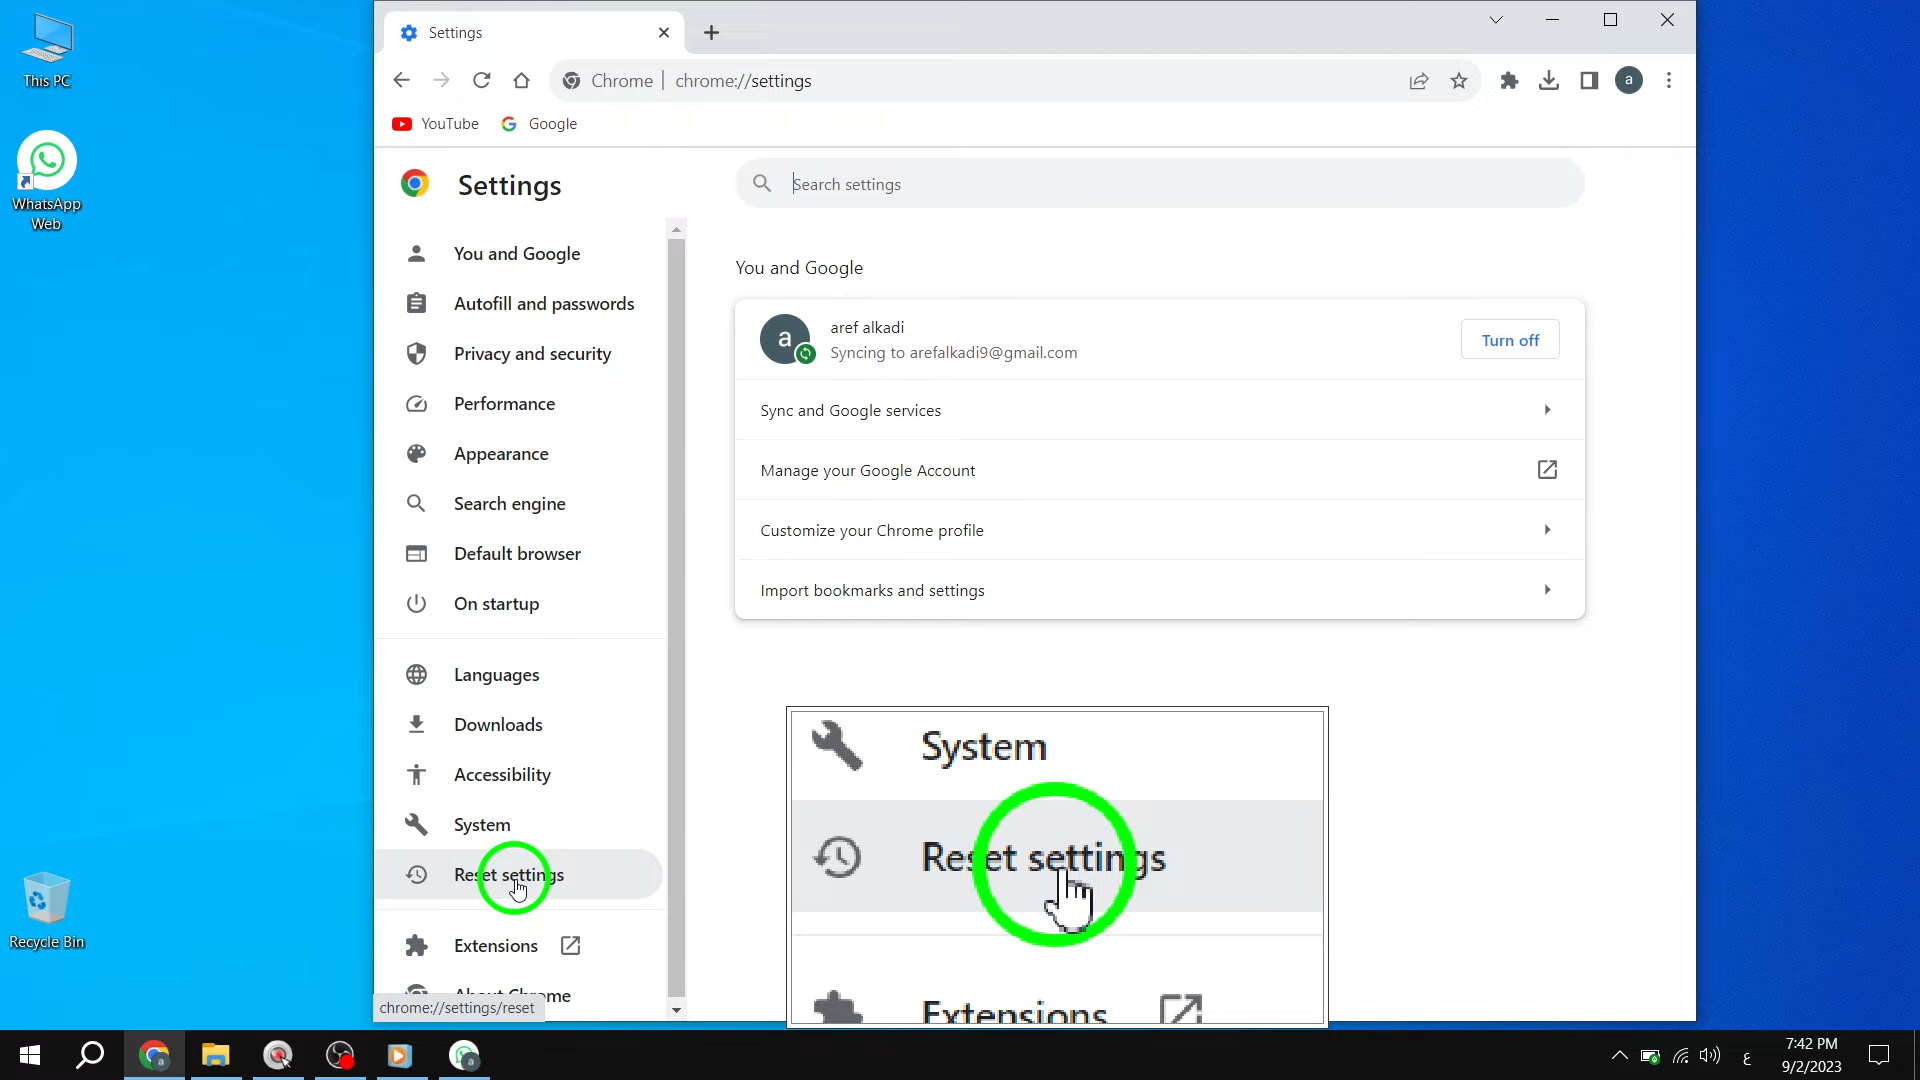 This PC
WhatsApp
Web
Recycle Bin
Settings
Chrome | chrome://settings
a
YouTube
Google
Settings
Search settings
You and Google
Autofill and passwords
Privacy and security
Performance
Appearance
Search engine
Default browser
On startup
Languages
Downloads
Accessibility
System
Reset settings
Extensions
About Chrome
chrome://settings/reset
You and Google
a
aref alkadi
Syncing to arefalkadi9@gmail.com
Turn off
Sync and Google services
Manage your Google Account
Customize your Chrome profile
Import bookmarks and settings
System
Reset settings
Extensions
a
a
ع
7:42 PM
9/2/2023